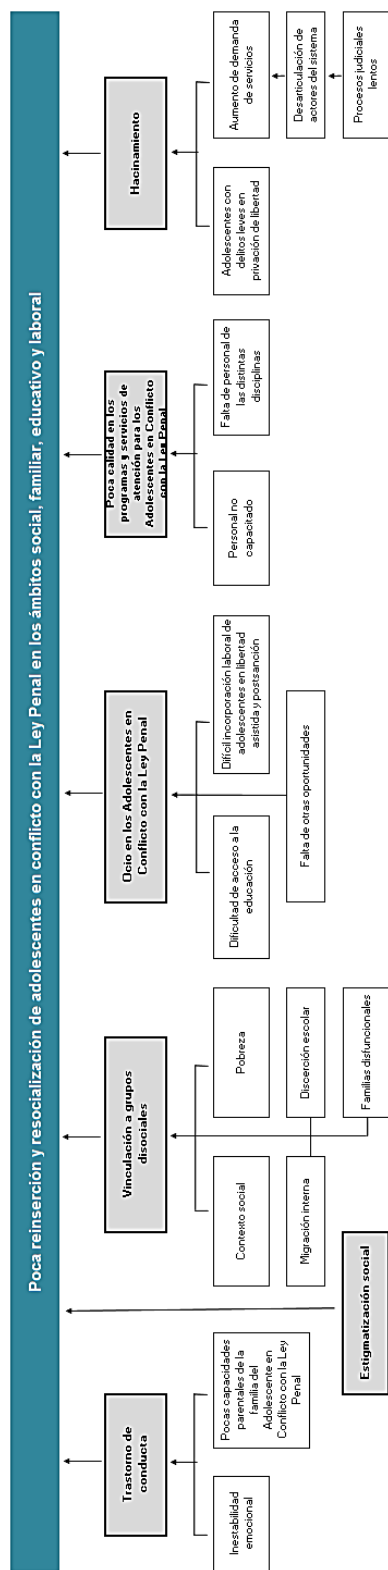 Poca reinserción y resocialización de adolescentes en conflicto con la Ley Penal en los ámbitos social, familiar, educativo y laboral
Trastorno de
conducta
Inestabilidad
emocional
Pocas capacidades
parentales de la
familia del
Adolescente en
Conflicto con la Ley
Penal
Estigmatización social
Vinculación a grupos
disociales
Contexto social
Pobreza
Migración interna
Discerción escolar
Familias disfuncionales
Ocio en los Adolescentes en
Conflicto con la Ley Penal
Dificultad de acceso a la
educación
Difícil incorporación laboral de
adolescentes en libertad
asistida y postsanción
Falta de otras oportunidades
Poca calidad en los
programas y servicios de
atención para los
Adolescentes en Conflicto
con la Ley Penal
Personal no
capacitado
Falta de personal de
las distintas
disciplinas
Hacinamiento
Adolescentes con
delitos leves en
privación de libertad
Aumento de demanda
de servicios
Desarticulación de
actores del sistema
Procesos judiciales
lentos